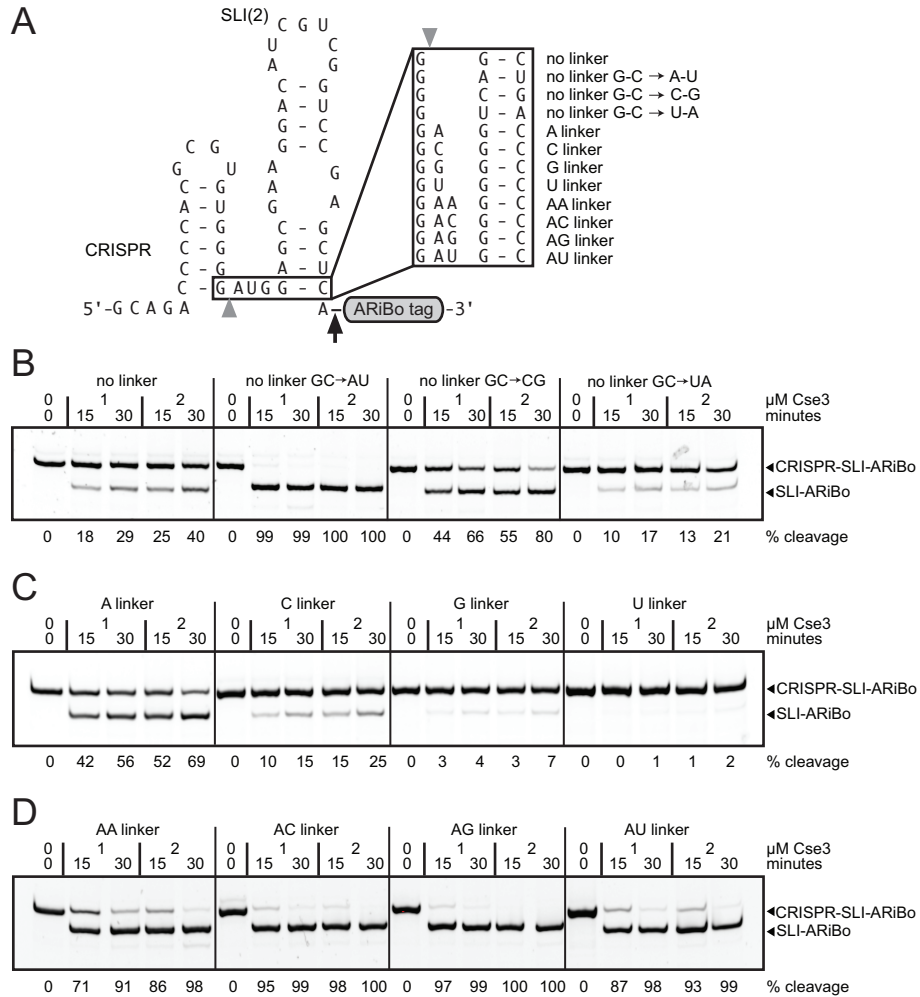 A
SLI(2)
C G U
U C
A G
C - G
A - U
G - C
G - C
C G
G U A G
C - G A
A - U G A
C - G C - G
CRISPR
C - G G - C
C - G A - U
C - G A U G G - C
5'-G C A G A A ARiBo tag -3'
G G - C no linker
G A - U no linker G-C → A-U
G C - G no linker G-C → C-G
G U - A no linker G-C → U-A
G A G - C A linker
G C G - C C linker
G G G - C G linker
G U G - C U linker
G A A G - C AA linker
G A C G - C AC linker
G A G G - C AG linker
G A U G - C AU linker
B
no linker no linker GC→AU no linker GC→CG no linker GC→UA
0 1 2 0 1 2 0 1 2 0 1 2 µM Cse3
0 15 30 15 30 0 15 30 15 30 0 15 30 15 30 0 15 30 15 30 minutes
◄CRISPR-SLI-ARiBo
◄SLI-ARiBo
0 18 29 25 40 0 99 99 100 100 0 44 66 55 80 0 10 17 13 21 % cleavage
C
A linker C linker G linker U linker
0 1 2 0 1 2 0 1 2 0 1 2 µM Cse3
0 15 30 15 30 0 15 30 15 30 0 15 30 15 30 0 15 30 15 30 minutes
◄CRISPR-SLI-ARiBo
◄SLI-ARiBo
0 42 56 52 69 0 10 15 15 25 0 3 4 3 7 0 0 1 1 2 % cleavage
D
AA linker AC linker AG linker AU linker
0 1 2 0 1 2 0 1 2 0 1 2 µM Cse3
0 15 30 15 30 0 15 30 15 30 0 15 30 15 30 0 15 30 15 30 minutes
◄CRISPR-SLI-ARiBo
◄SLI-ARiBo
0 71 91 86 98 0 95 99 98 100 0 97 99 100 100 0 87 98 93 99 % cleavage